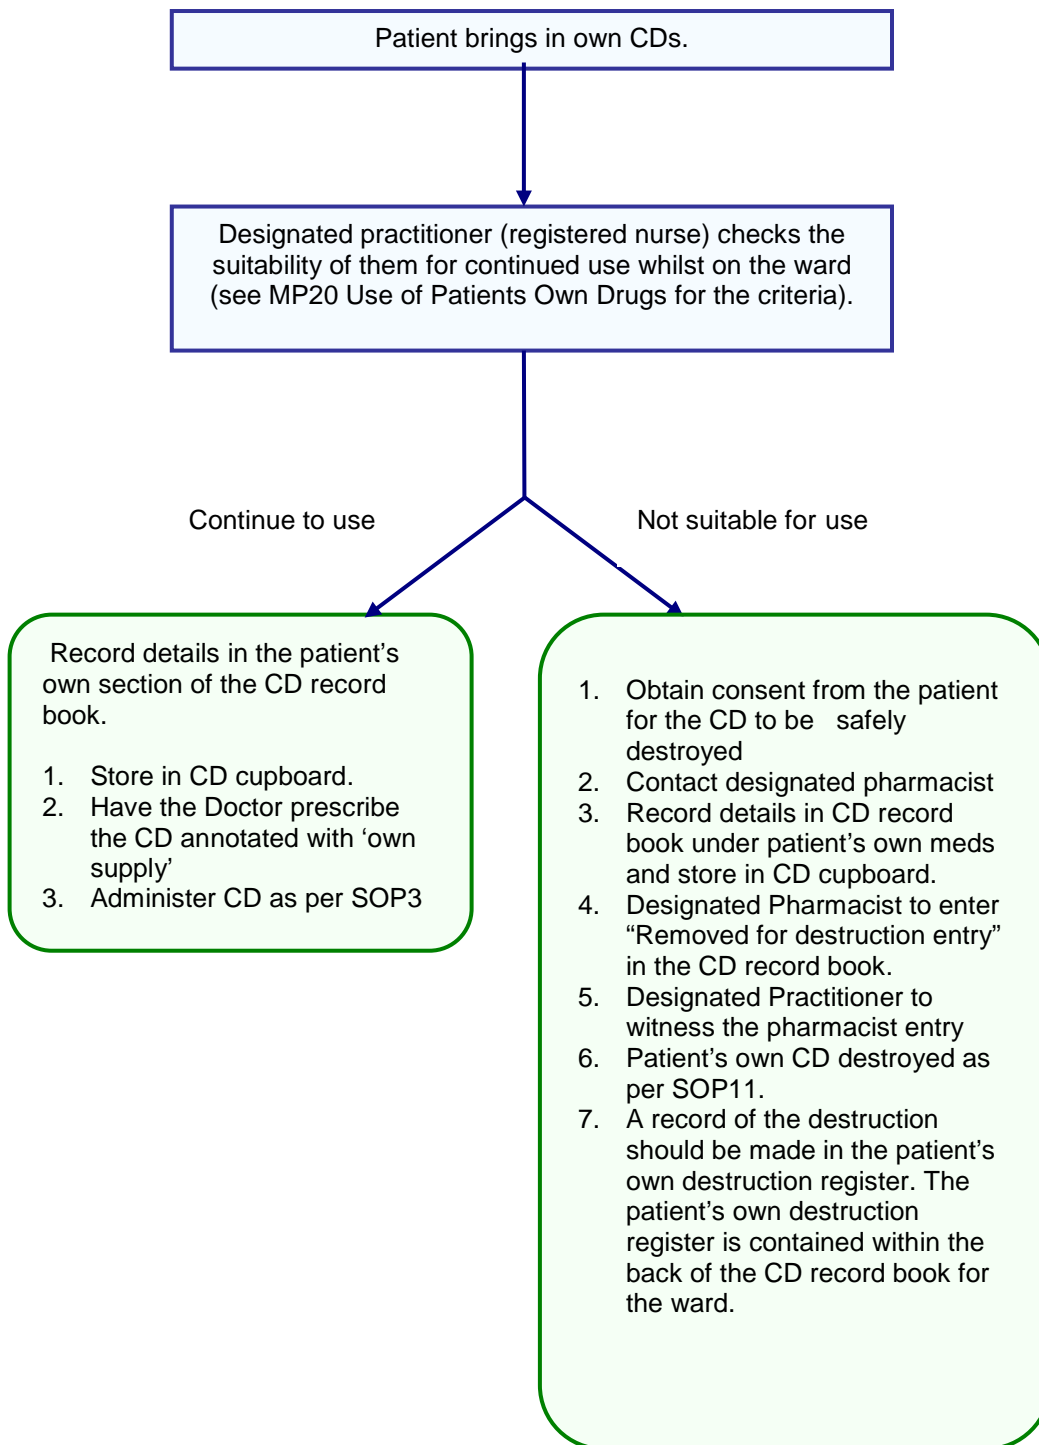 Patient brings in own CDs.
Designated practitioner (registered nurse) checks the
suitability of them for continued use whilst on the ward
(see MP20 Use of Patients Own Drugs for the criteria).
Continue to use
Not suitable for use
Record details in the patient's
own section of the CD record
book.
1. Store in CD cupboard.
2. Have the Doctor prescribe
the CD annotated with ‘own
supply’
3. Administer CD as per SOP3
1. Obtain consent from the patient
for the CD to be safely
destroyed
2. Contact designated pharmacist
3. Record details in CD record
book under patient’s own meds
and store in CD cupboard.
4. Designated Pharmacist to enter
“Removed for destruction entry”
in the CD record book.
5. Designated Practitioner to
witness the pharmacist entry
6. Patient’s own CD destroyed as
per SOP11.
7. A record of the destruction
should be made in the patient’s
own destruction register. The
patient’s own destruction
register is contained within the
back of the CD record book for
the ward.